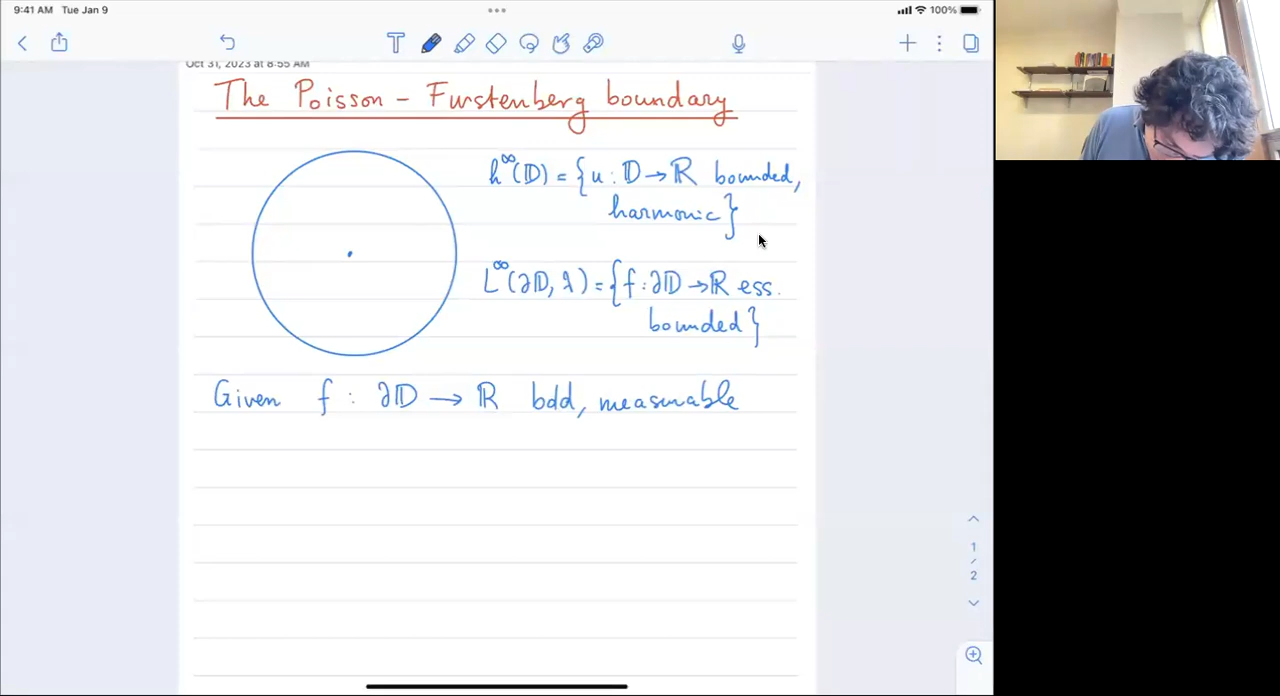 9:41 AM Tue Jan 9
100%
Oct 31, 2023 at 8:55 AM
The Poisson - Furstenberg boundary
h^∞(𝔻) = {u : 𝔻 → ℝ bounded,
harmonic}
L^∞(∂𝔻, λ) = {f : ∂𝔻 → ℝ ess.
bounded}
Given f : ∂𝔻 → ℝ bdd, measurable
1
/
2